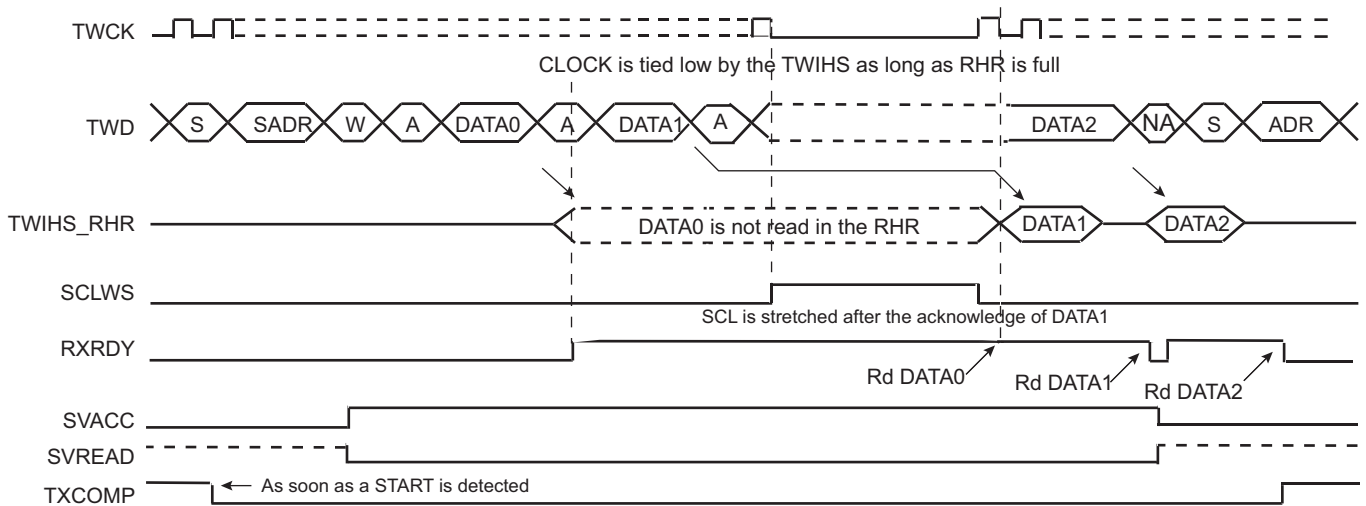 TWCK
CLOCK is tied low by the TWIHS as long as RHR is full
TWD S SADR W A DATA0 A DATA1 A DATA2 NA S ADR
TWIHS_RHR DATA0 is not read in the RHR DATA1 DATA2
SCLWS
SCL is stretched after the acknowledge of DATA1
RXRDY
Rd DATA0 Rd DATA1 Rd DATA2
SVACC
SVREAD
TXCOMP As soon as a START is detected